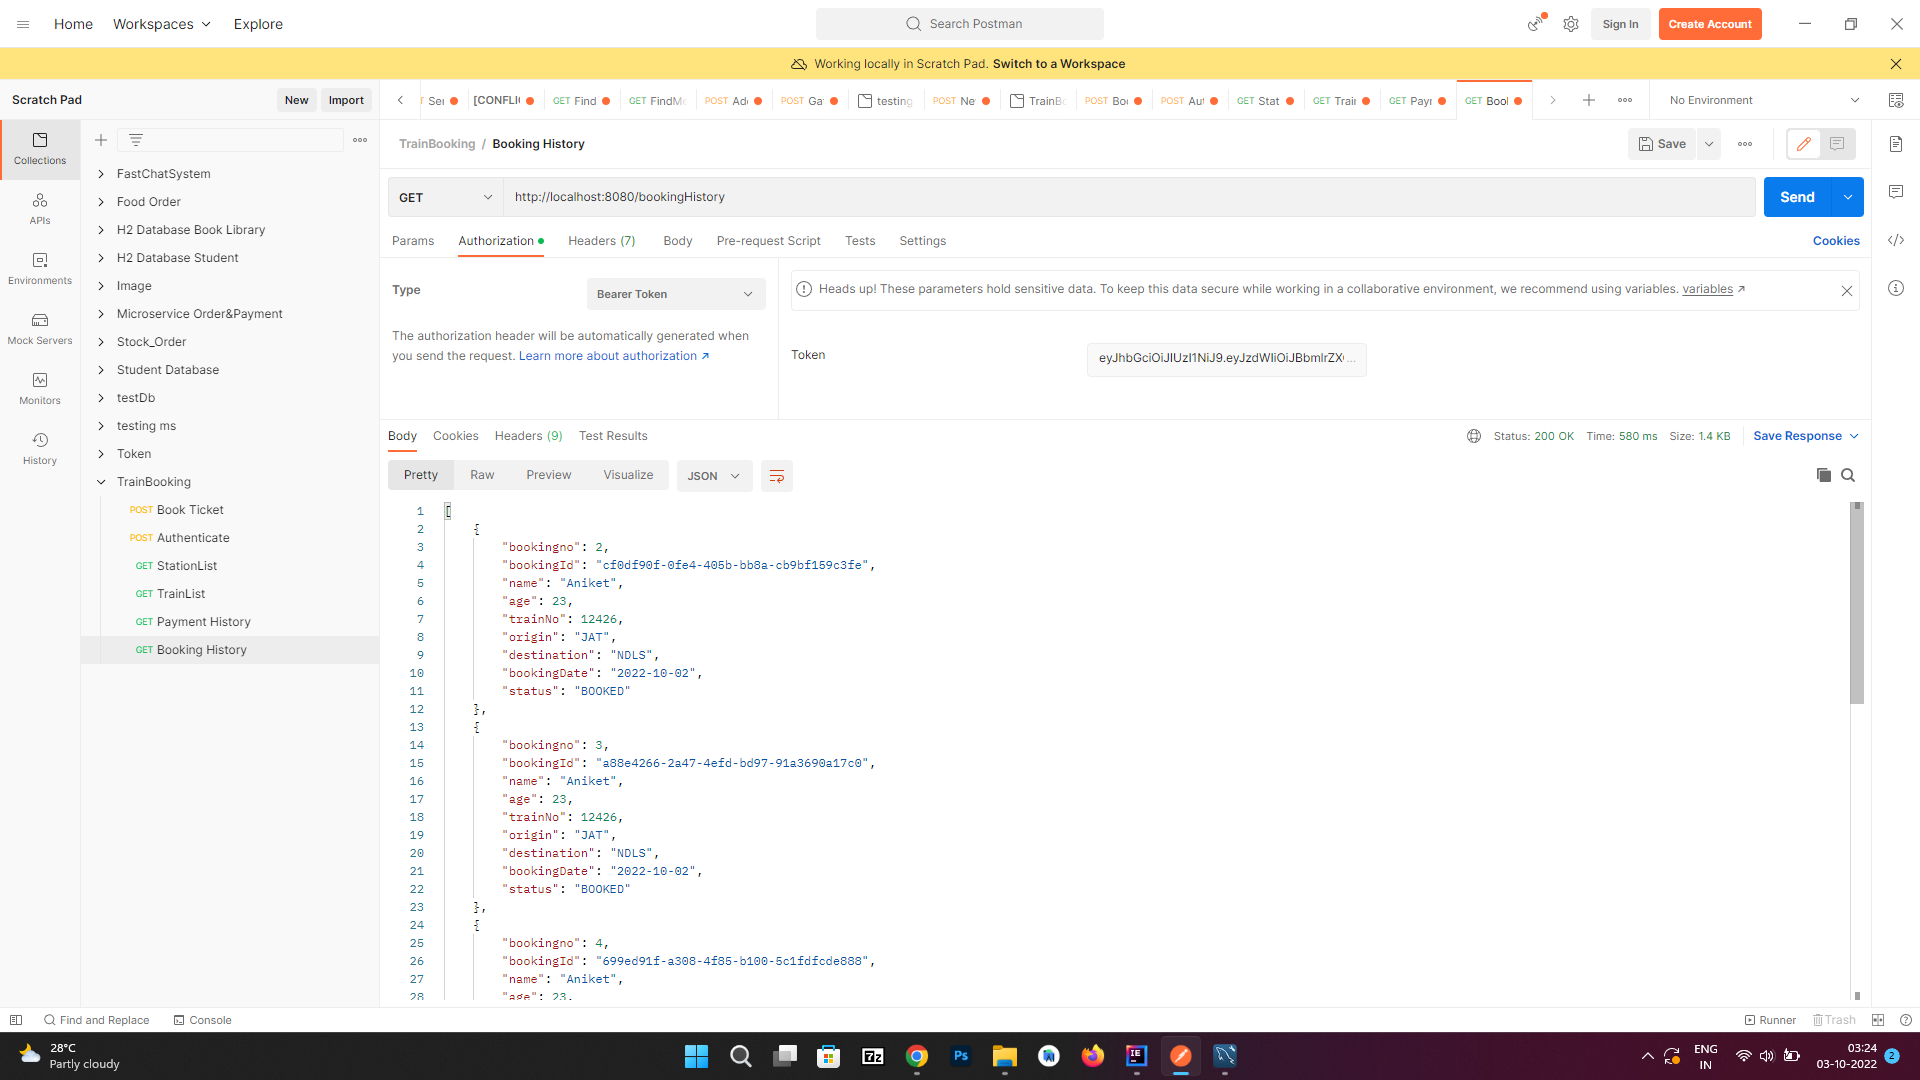 Home Workspaces Explore Search Postman Sign In Create Account
Working locally in Scratch Pad. Switch to a Workspace
Scratch Pad New Import
[CONFLI GET Find GET FindM POST Ad POST Ga testing POST Ne TrainB POST Bo POST Au GET Stat GET Train GET Payr GET Bool No Environment
Collections
APIs
Environments
Mock Servers
Monitors
History
FastChatSystem
Food Order
H2 Database Book Library
H2 Database Student
Image
Microservice Order&Payment
Stock_Order
Student Database
testDb
testing ms
Token
TrainBooking
POST Book Ticket
POST Authenticate
GET StationList
GET TrainList
GET Payment History
GET Booking History
TrainBooking / Booking History Save
GET http://localhost:8080/bookingHistory Send
Params Authorization Headers (7) Body Pre-request Script Tests Settings Cookies
Type Bearer Token
The authorization header will be automatically generated when
you send the request. Learn more about authorization ↗
Heads up! These parameters hold sensitive data. To keep this data secure while working in a collaborative environment, we recommend using variables. variables ↗
Token eyJhbGciOiJIUzI1NiJ9.eyJzdWIiOiJBbmlrZX ...
Body Cookies Headers (9) Test Results Status: 200 OK Time: 580 ms Size: 1.4 KB Save Response
Pretty Raw Preview Visualize JSON
1 [
2 {
3 "bookingno": 2,
4 "bookingId": "cf0df90f-0fe4-405b-bb8a-cb9bf159c3fe",
5 "name": "Aniket",
6 "age": 23,
7 "trainNo": 12426,
8 "origin": "JAT",
9 "destination": "NDLS",
10 "bookingDate": "2022-10-02",
11 "status": "BOOKED"
12 },
13 {
14 "bookingno": 3,
15 "bookingId": "a88e4266-2a47-4efd-bd97-91a3690a17c0",
16 "name": "Aniket",
17 "age": 23,
18 "trainNo": 12426,
19 "origin": "JAT",
20 "destination": "NDLS",
21 "bookingDate": "2022-10-02",
22 "status": "BOOKED"
23 },
24 {
25 "bookingno": 4,
26 "bookingId": "699ed91f-a308-4f85-b100-5c1fdfcde888",
27 "name": "Aniket",
28 "age": 23,
Find and Replace Console Runner Trash
28°C
Partly cloudy
7z
Ps
IE
ENG
IN
03:24
03-10-2022
2